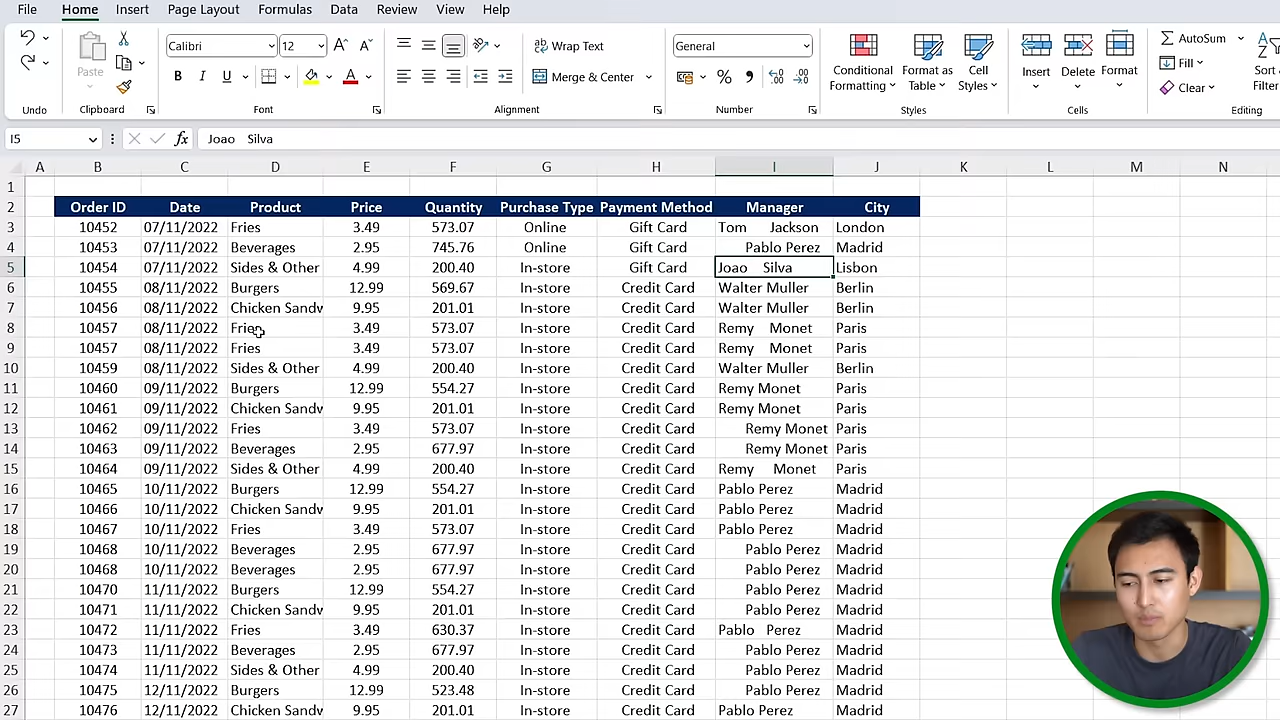 File Home Insert Page Layout Formulas Data Review View Help
Calibri 12 A A Wrap Text General AutoSum
Paste B I U A Merge & Center % Conditional Formatting Format as Table Cell Styles Insert Delete Format Fill Sort Filter
Clear
Undo Clipboard Font Alignment Number Styles Cells Editing
I5 fx Joao    Silva
A B C D E F G H I J K L M N
1
2 Order ID Date Product Price Quantity Purchase Type Payment Method Manager City
3 10452 07/11/2022 Fries 3.49 573.07 Online Gift Card Tom    Jackson London
4 10453 07/11/2022 Beverages 2.95 745.76 Online Gift Card Pablo Perez Madrid
5 10454 07/11/2022 Sides & Other 4.99 200.40 In-store Gift Card Joao    Silva Lisbon
6 10455 08/11/2022 Burgers 12.99 569.67 In-store Credit Card Walter Muller Berlin
7 10456 08/11/2022 Chicken Sandw 9.95 201.01 In-store Credit Card Walter Muller Berlin
8 10457 08/11/2022 Fries 3.49 573.07 In-store Credit Card Remy    Monet Paris
9 10457 08/11/2022 Fries 3.49 573.07 In-store Credit Card Remy    Monet Paris
10 10459 08/11/2022 Sides & Other 4.99 200.40 In-store Credit Card Walter Muller Berlin
11 10460 09/11/2022 Burgers 12.99 554.27 In-store Credit Card Remy Monet Paris
12 10461 09/11/2022 Chicken Sandw 9.95 201.01 In-store Credit Card Remy Monet Paris
13 10462 09/11/2022 Fries 3.49 573.07 In-store Credit Card Remy Monet Paris
14 10463 09/11/2022 Beverages 2.95 677.97 In-store Credit Card Remy Monet Paris
15 10464 09/11/2022 Sides & Other 4.99 200.40 In-store Credit Card Remy    Monet Paris
16 10465 10/11/2022 Burgers 12.99 554.27 In-store Credit Card Pablo Perez Madrid
17 10466 10/11/2022 Chicken Sandw 9.95 201.01 In-store Credit Card Pablo Perez Madrid
18 10467 10/11/2022 Fries 3.49 573.07 In-store Credit Card Pablo Perez Madrid
19 10468 10/11/2022 Beverages 2.95 677.97 In-store Credit Card Pablo Perez Madrid
20 10468 10/11/2022 Beverages 2.95 677.97 In-store Credit Card Pablo Perez Madrid
21 10470 11/11/2022 Burgers 12.99 554.27 In-store Credit Card Pablo Perez Madrid
22 10471 11/11/2022 Chicken Sandw 9.95 201.01 In-store Credit Card Pablo Perez Madrid
23 10472 11/11/2022 Fries 3.49 630.37 In-store Credit Card Pablo   Perez Madrid
24 10473 11/11/2022 Beverages 2.95 677.97 In-store Credit Card Pablo Perez Madrid
25 10474 11/11/2022 Sides & Other 4.99 200.40 In-store Credit Card Pablo Perez Madrid
26 10475 12/11/2022 Burgers 12.99 523.48 In-store Credit Card Pablo Perez Madrid
27 10476 12/11/2022 Chicken Sandw 9.95 201.01 In-store Credit Card Pablo Perez Madrid